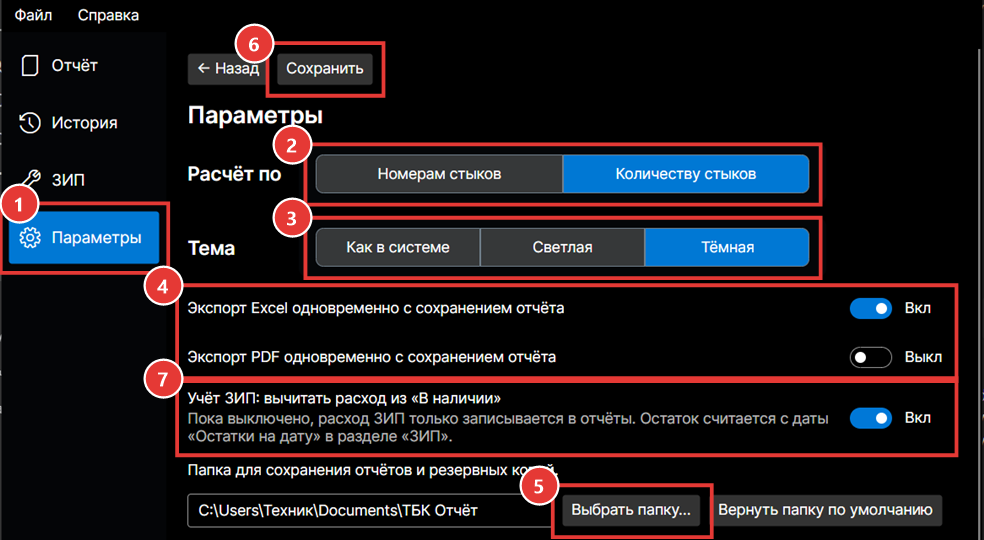 Файл Справка
6
Отчёт
← Назад Сохранить
История
Параметры
2
Расчёт по Номерам стыков Количеству стыков
ЗИП
1
Параметры
3
Тема Как в системе Светлая Тёмная
4
Экспорт Excel одновременно с сохранением отчёта Вкл
Экспорт PDF одновременно с сохранением отчёта Выкл
7
Учёт ЗИП: вычитать расход из «В наличии»
Пока выключено, расход ЗИП только записывается в отчёты. Остаток считается с даты Вкл
«Остатки на дату» в разделе «ЗИП».
Папка для сохранения отчётов и резервных копий.
5
C:\Users\Техник\Documents\ТБК Отчёт Выбрать папку... Вернуть папку по умолчанию